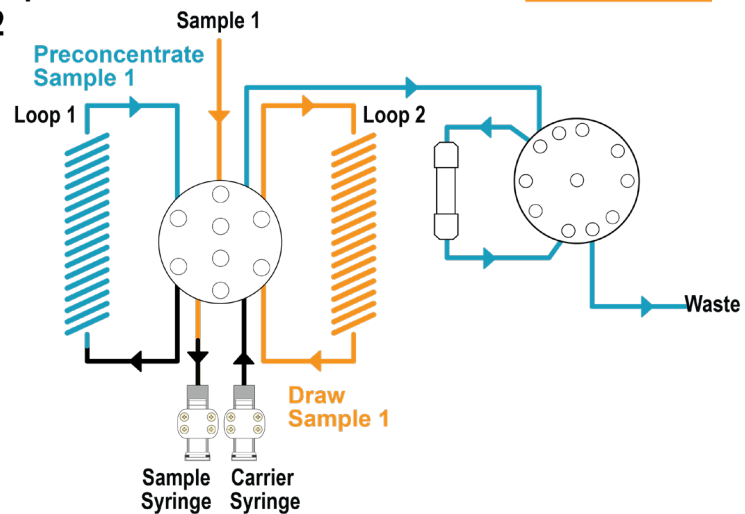 2
Sample 1
Preconcentrate
Sample 1
Loop 1
Loop 2
Waste
Draw
Sample 1
Sample
Syringe
Carrier
Syringe